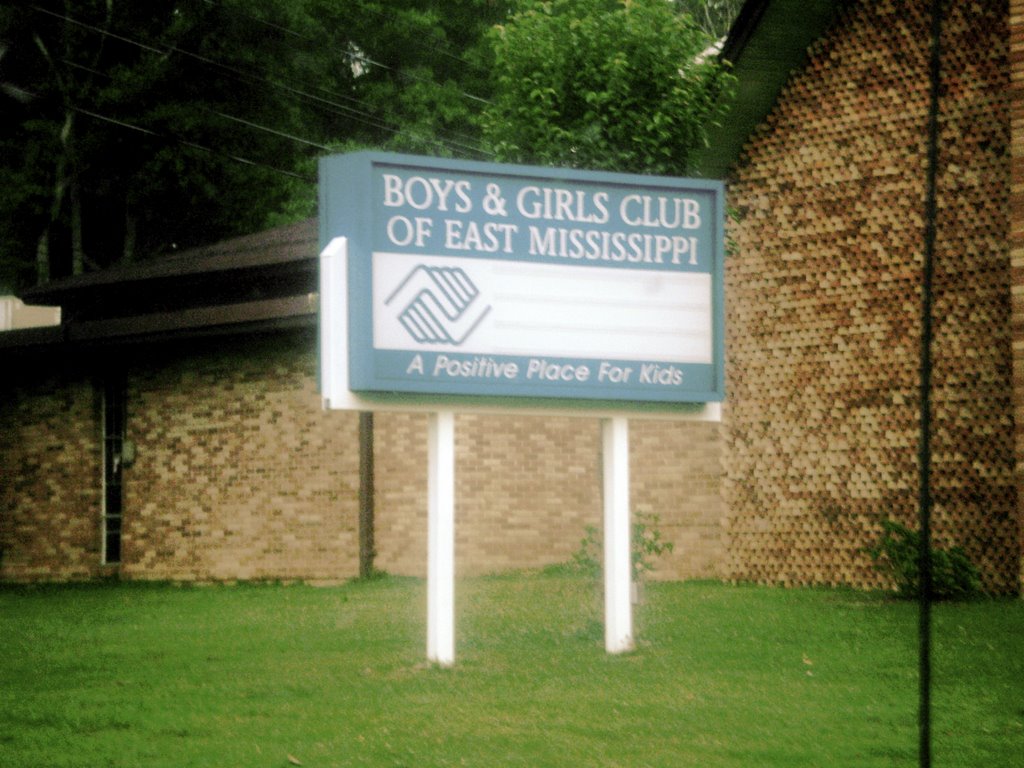 BOYS & GIRLS CLUB
OF EAST MISSISSIPPI
A Positive Place For Kids